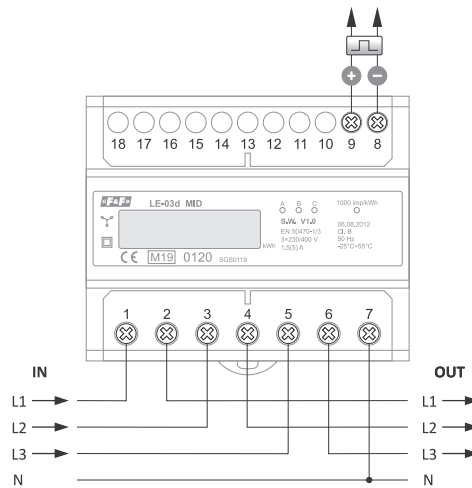 + −
18 17 16 15 14 13 12 11 10 9 8
F&F LE-03d MID
A B C 1000 imp/kWh
S.W. V1.0 06.08.2012
EN 50470-1/3 Cl. B
3×230/400 V 50 Hz
kWh 1,5(5) A -25°C÷55°C
CE M19 0120 SGS0119
1 2 3 4 5 6 7
IN OUT
L1 L1
L2 L2
L3 L3
N N